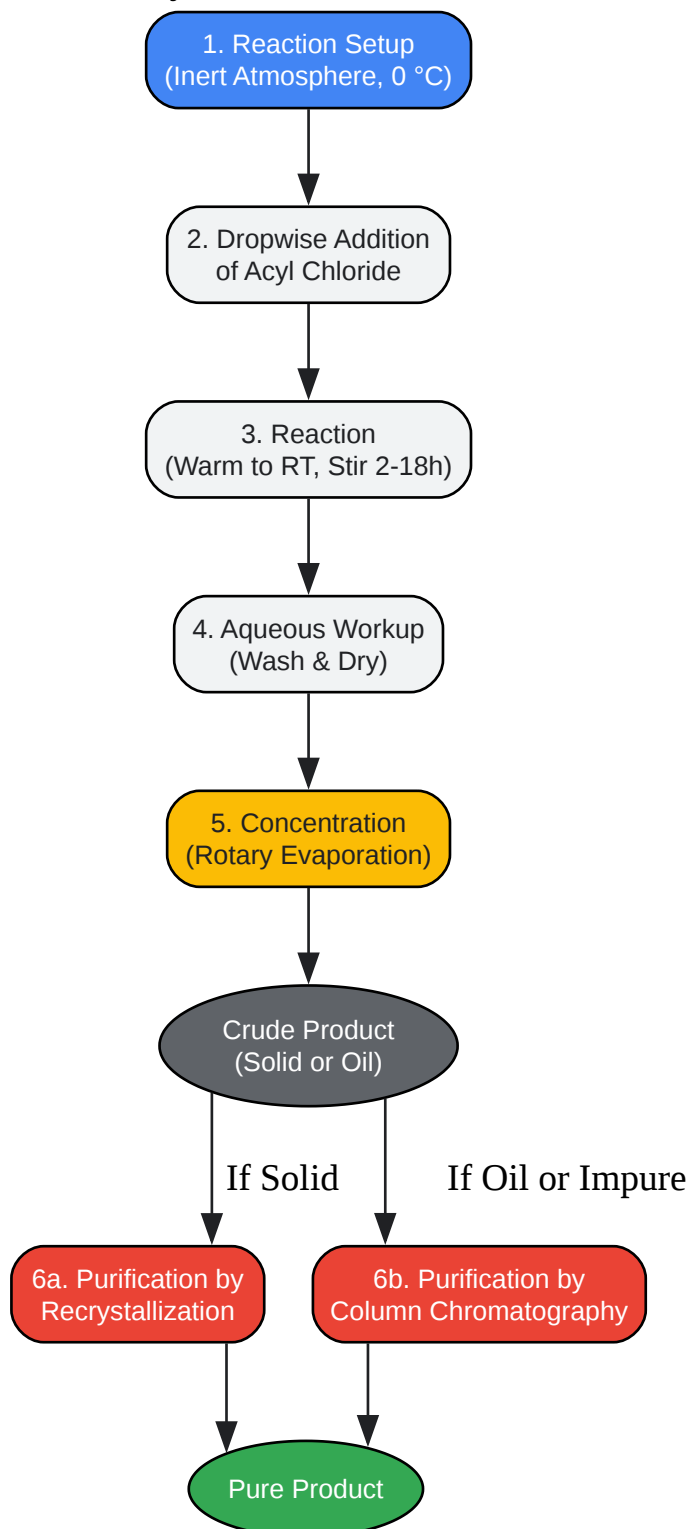 1. Reaction Setup
(Inert Atmosphere, 0 °C)
2. Dropwise Addition
of Acyl Chloride
3. Reaction
(Warm to RT, Stir 2-18h)
4. Aqueous Workup
(Wash & Dry)
5. Concentration
(Rotary Evaporation)
Crude Product
(Solid or Oil)
If Solid
If Oil or Impure
6a. Purification by
Recrystallization
6b. Purification by
Column Chromatography
Pure Product